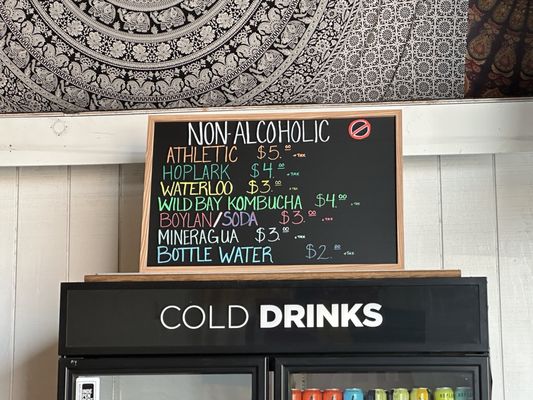 NON-ALCOHOLIC
ATHLETIC $5.00 +TAX
HOPLARK $4.00 +TAX
WATERLOO $3.00 +TAX
WILD BAY KOMBUCHA $4.00 +TAX
BOYLAN/SODA $3.00 +TAX
MINERAGUA $3.00 +TAX
BOTTLE WATER $2.00 +TAX
COLD DRINKS